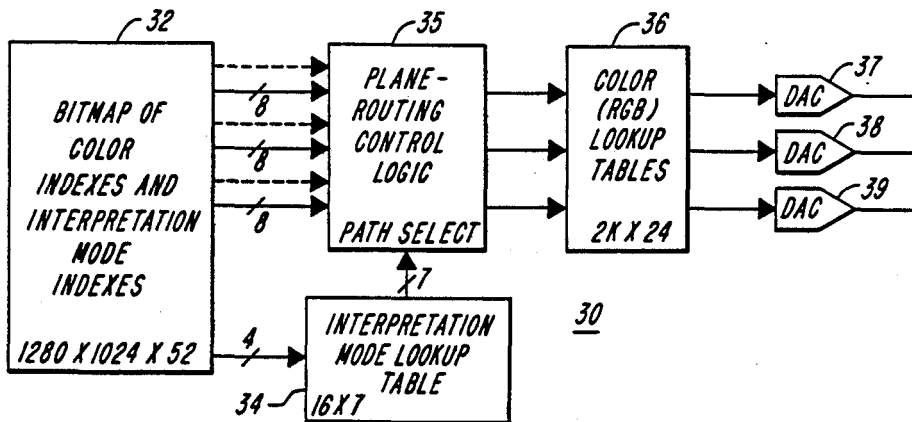 32
BITMAP OF
COLOR
INDEXES AND
INTERPRETATION
MODE
INDEXES
1280 X 1024 X 52
8
8
8
4
35
PLANE-
ROUTING
CONTROL
LOGIC
PATH SELECT
7
INTERPRETATION
MODE LOOKUP
TABLE
16 X 7
34
36
COLOR
(RGB)
LOOKUP
TABLES
2K X 24
30
DAC
37
DAC
38
DAC
39